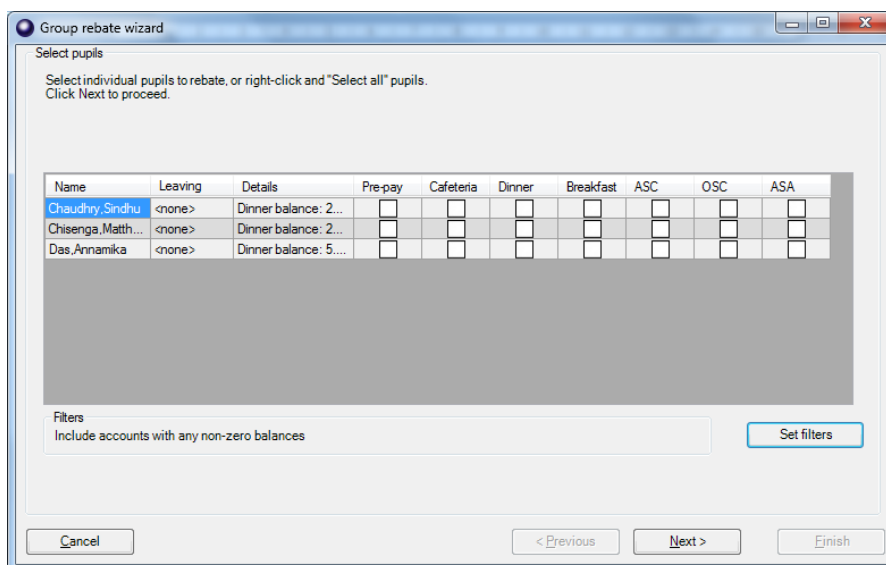 Group rebate wizard
Select pupils
Select individual pupils to rebate, or right-click and "Select all" pupils.
Click Next to proceed.
Name Leaving Details Pre-pay Cafeteria Dinner Breakfast ASC OSC ASA
Chaudhry,Sindhu <none> Dinner balance: 2...
Chisenga,Matth... <none> Dinner balance: 2...
Das,Annamika <none> Dinner balance: 5....
Filters
Include accounts with any non-zero balances
Set filters
Cancel < Previous Next > Finish